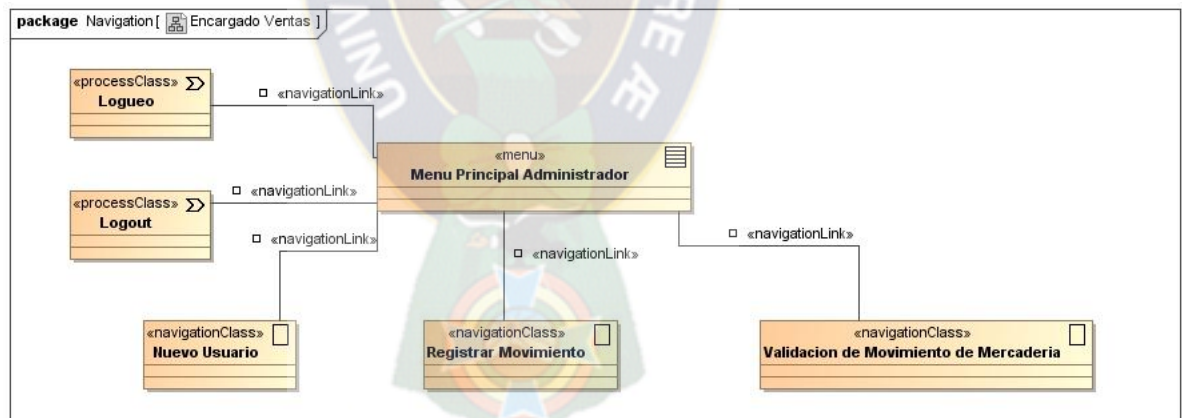 package Navigation [ Encargado Ventas ]
«processClass»
Logueo
«navigationLink»
«menu»
Menu Principal Administrador
«processClass»
Logout
«navigationLink»
«navigationLink»
«navigationLink»
«navigationLink»
«navigationClass»
Nuevo Usuario
«navigationClass»
Registrar Movimiento
«navigationClass»
Validacion de Movimiento de Mercaderia